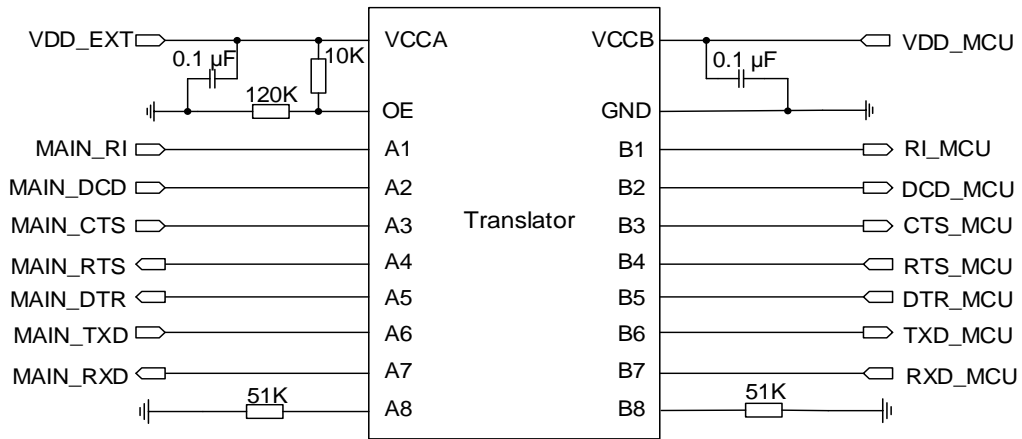 VDD_EXT VCCA VCCB VDD_MCU
0.1 µF 10K 0.1 µF
120K OE GND
MAIN_RI A1 B1 RI_MCU
MAIN_DCD A2 B2 DCD_MCU
MAIN_CTS A3 Translator B3 CTS_MCU
MAIN_RTS A4 B4 RTS_MCU
MAIN_DTR A5 B5 DTR_MCU
MAIN_TXD A6 B6 TXD_MCU
MAIN_RXD A7 B7 RXD_MCU
51K A8 B8 51K